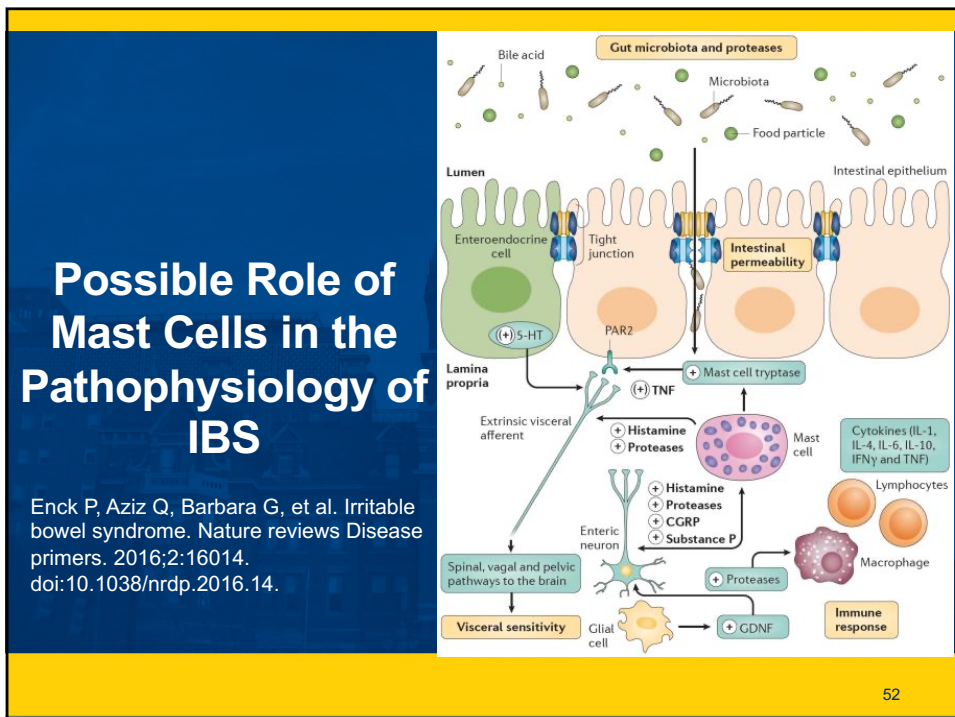 Possible Role of
Mast Cells in the
Pathophysiology of
IBS
Enck P, Aziz Q, Barbara G, et al. Irritable
bowel syndrome. Nature reviews Disease
primers. 2016;2:16014.
doi:10.1038/nrdp.2016.14.
Gut microbiota and proteases
Bile acid
Microbiota
Food particle
Lumen
Intestinal epithelium
Enteroendocrine
cell
Tight
junction
Intestinal
permeability
(+) 5-HT
PAR2
Lamina
propria
+ Mast cell tryptase
(+) TNF
Extrinsic visceral
afferent
+ Histamine
+ Proteases
Mast
cell
Cytokines (IL-1,
IL-4, IL-6, IL-10,
IFNγ and TNF)
Lymphocytes
+ Histamine
+ Proteases
+ CGRP
+ Substance P
Enteric
neuron
Macrophage
Spinal, vagal and pelvic
pathways to the brain
+ Proteases
Visceral sensitivity
Glial
cell
+ GDNF
Immune
response
52